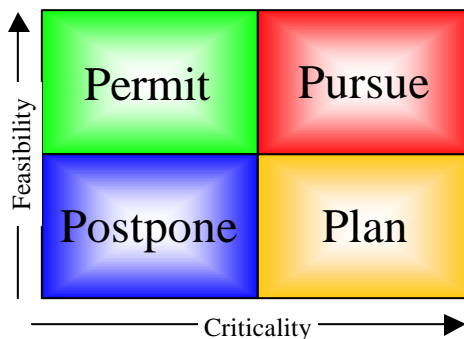 Permit
Pursue
Feasibility
Postpone
Plan
Criticality